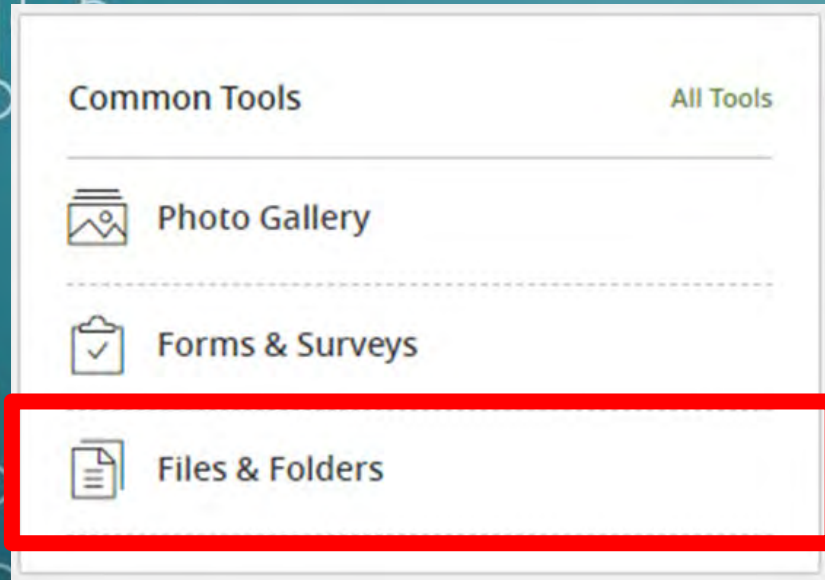 Common Tools All Tools
Photo Gallery
Forms & Surveys
Files & Folders